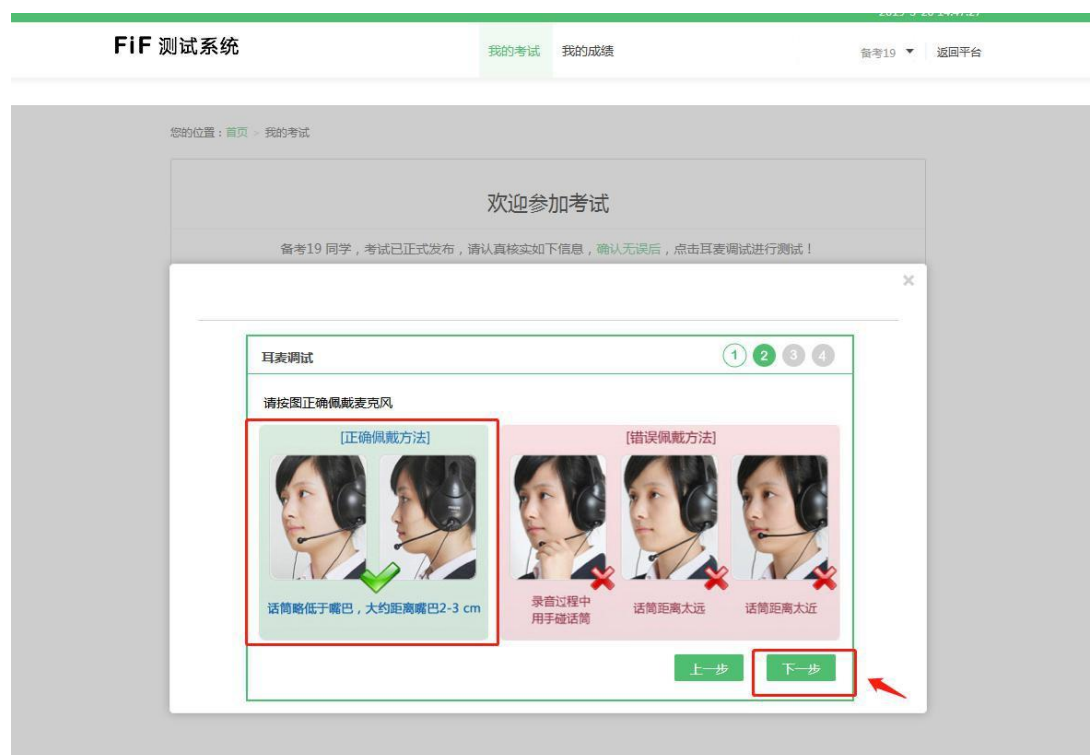 FiF 测试系统
我的考试 我的成绩
备考19 返回平台
您的位置：首页 > 我的考试
欢迎参加考试
备考19 同学，考试已正式发布，请认真核实如下信息，确认无误后，点击耳麦调试进行测试！
×
耳麦调试
1 2 3 4
请按图正确佩戴麦克风
[正确佩戴方法]
话筒略低于嘴巴，大约距离嘴巴2-3 cm
[错误佩戴方法]
录音过程中
用手碰话筒
话筒距离太远
话筒距离太近
上一步
下一步